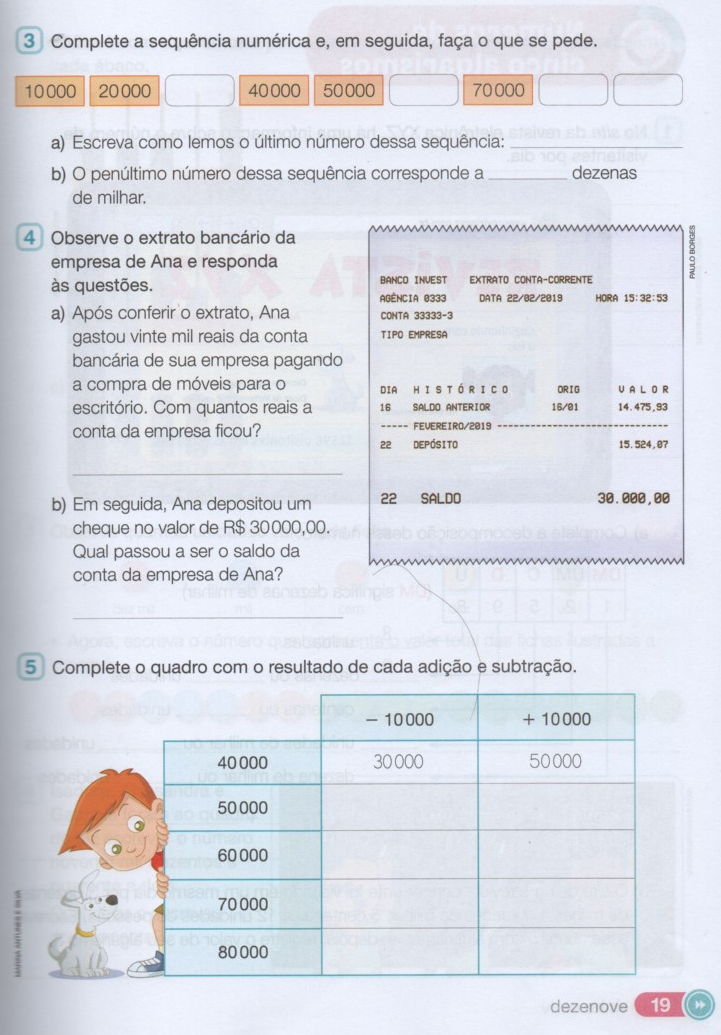 3 Complete a sequência numérica e, em seguida, faça o que se pede.
10000 20000 40000 50000 70000
a) Escreva como lemos o último número dessa sequência:
b) O penúltimo número dessa sequência corresponde a ________ dezenas
de milhar.
4 Observe o extrato bancário da
empresa de Ana e responda
às questões.
a) Após conferir o extrato, Ana
gastou vinte mil reais da conta
bancária de sua empresa pagando
a compra de móveis para o
escritório. Com quantos reais a
conta da empresa ficou?
b) Em seguida, Ana depositou um
cheque no valor de R$ 30000,00.
Qual passou a ser o saldo da
conta da empresa de Ana?
BANCO INVEST EXTRATO CONTA-CORRENTE
AGÊNCIA 0333 DATA 22/02/2019 HORA 15:32:53
CONTA 33333-3
TIPO EMPRESA
DIA HISTÓRICO ORIG VALOR
16 SALDO ANTERIOR 16/01 14.475,93
----- FEVEREIRO/2019 -----
22 DEPÓSITO 15.524,07
22 SALDO 30.000,00
PAULO BORGES
5 Complete o quadro com o resultado de cada adição e subtração.
– 10000 + 10000
40000 30000 50000
50000
60000
70000
80000
MARINA ANTUNES E SILVA
dezenove 19